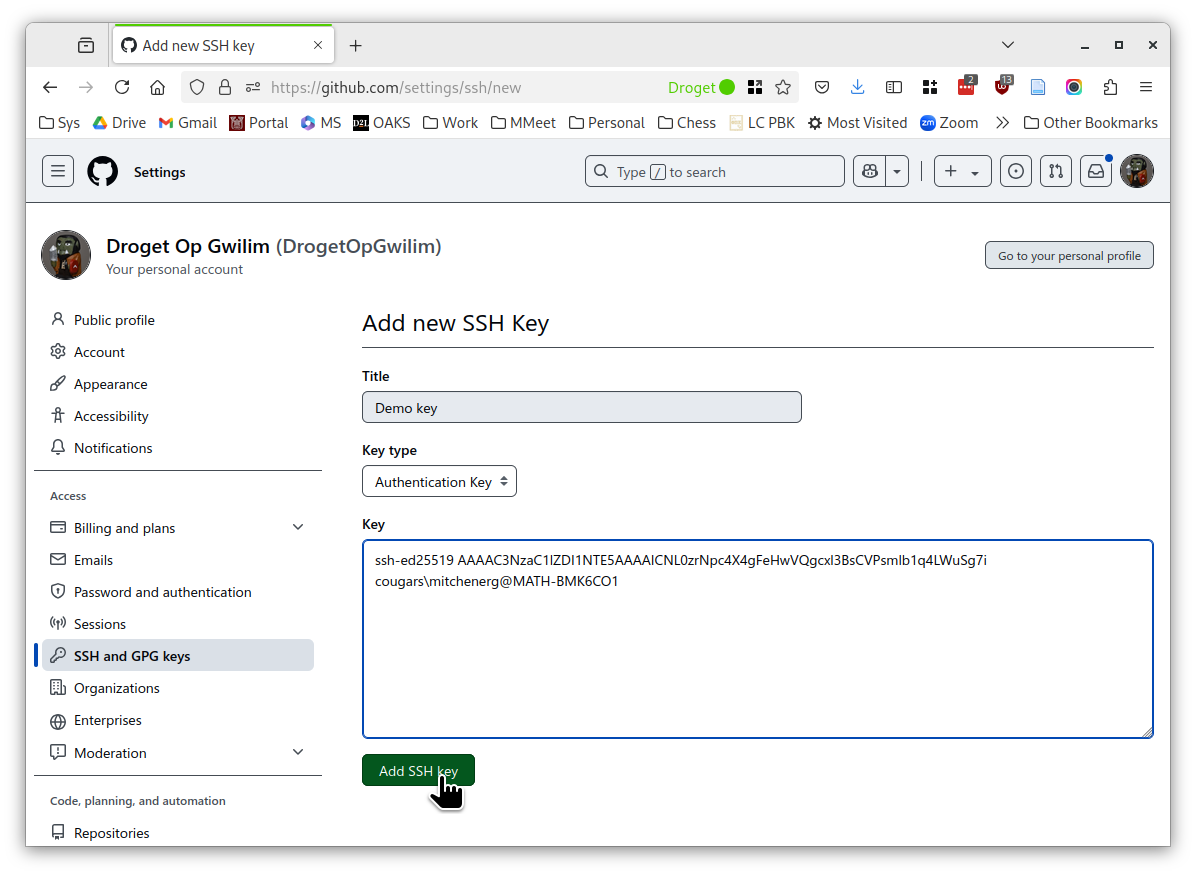 Add new SSH key
https://github.com/settings/ssh/new
Droget
2
13
Sys Drive Gmail Portal MS D2L OAKS Work MMeet Personal Chess LC PBK Most Visited zm Zoom Other Bookmarks
Settings
Type / to search
Droget Op Gwilim (DrogetOpGwilim)
Your personal account
Go to your personal profile
Public profile
Account
Appearance
Accessibility
Notifications
Access
Billing and plans
Emails
Password and authentication
Sessions
SSH and GPG keys
Organizations
Enterprises
Moderation
Code, planning, and automation
Repositories
Add new SSH Key
Title
Demo key
Key type
Authentication Key
Key
ssh-ed25519 AAAAC3NzaC1lZDI1NTE5AAAAICNL0zrNpc4X4gFeHwVQgcxl3BsCVPsmlb1q4LWuSg7i
cougars\mitchenerg@MATH-BMK6CO1
Add SSH key